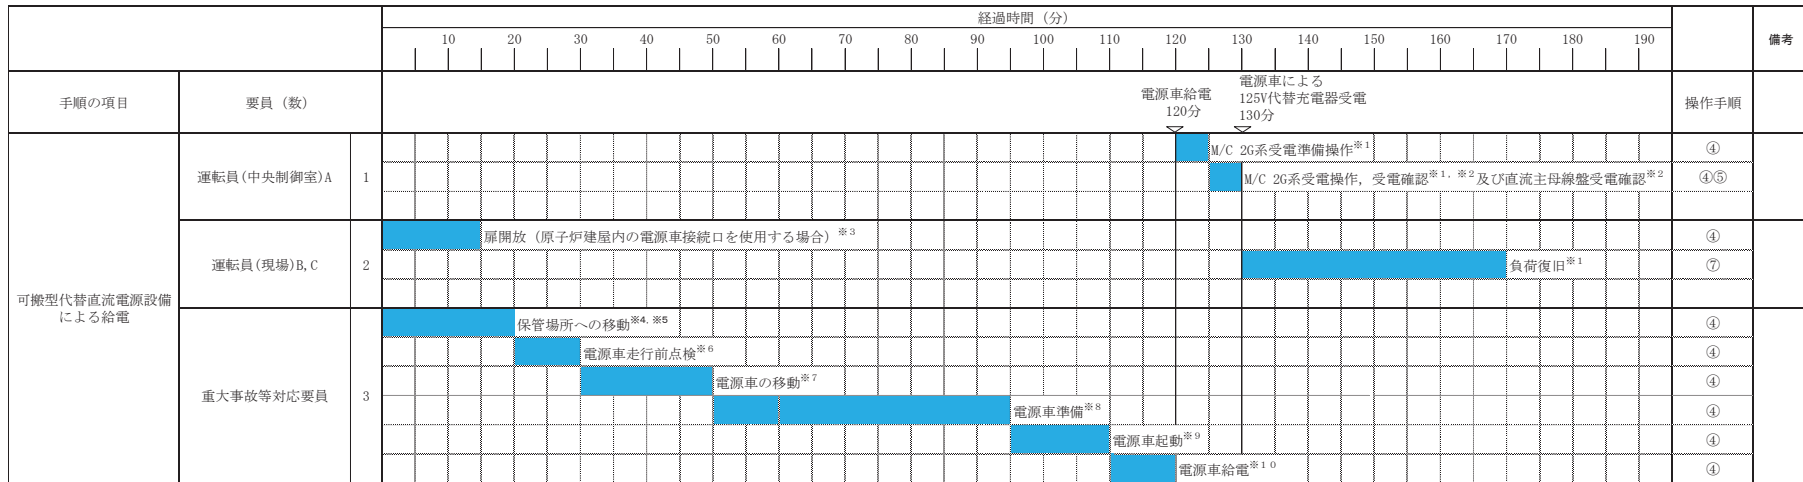 経過時間（分）
備考
10 20 30 40 50 60 70 80 90 100 110 120 130 140 150 160 170 180 190
手順の項目
要員（数）
電源車給電
120分
電源車による
125V代替充電器受電
130分
操作手順
可搬型代替直流電源設備
による給電
運転員(中央制御室)A
1
M/C 2G系受電準備操作※1
④
M/C 2G系受電操作，受電確認※1，※2及び直流主母線盤受電確認※2
④⑤
運転員(現場)B,C
2
扉開放（原子炉建屋内の電源車接続口を使用する場合）※3
④
負荷復旧※1
⑦
重大事故等対応要員
3
保管場所への移動※4，※5
④
電源車走行前点検※6
④
電源車の移動※7
④
電源車準備※8
④
電源車起動※9
④
電源車給電※10
④